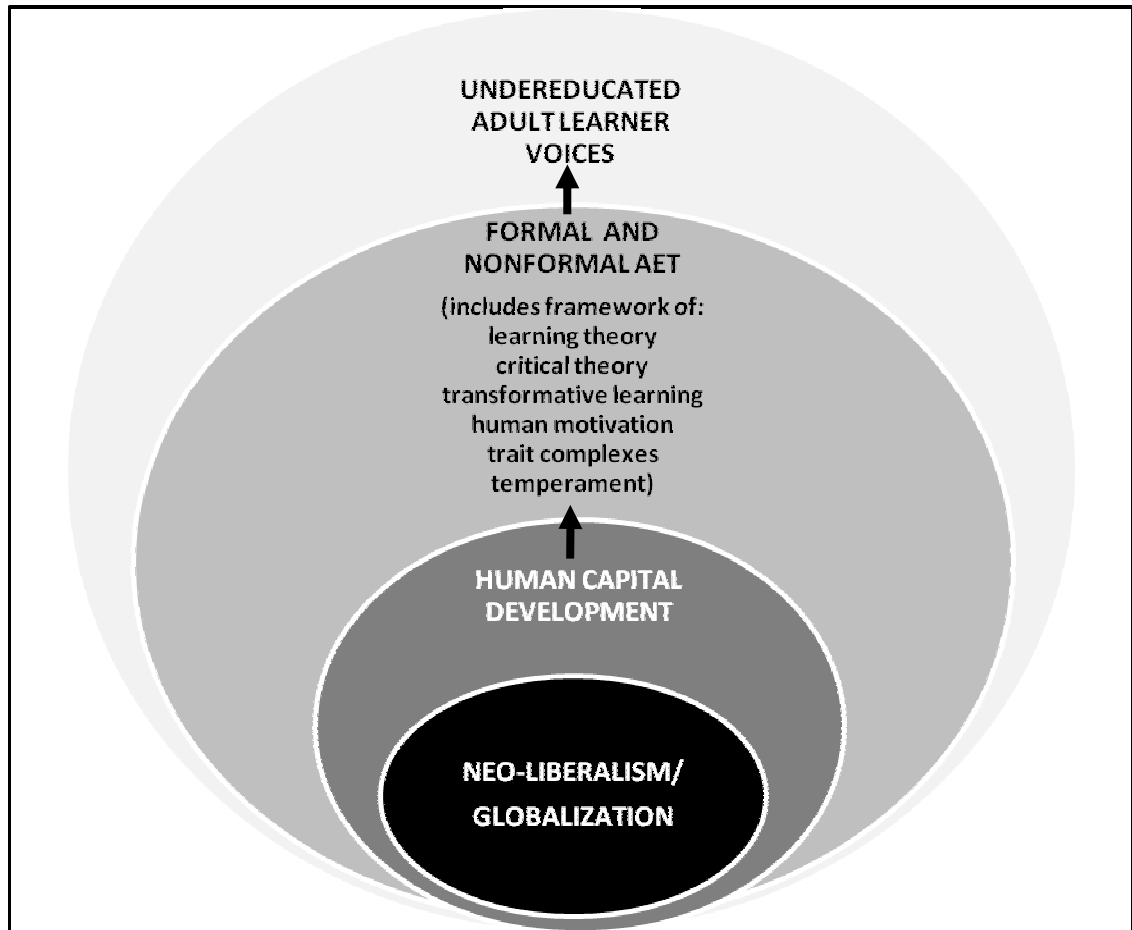 UNDEREDUCATED
ADULT LEARNER
VOICES
FORMAL AND
NONFORMAL AET
(includes framework of:
learning theory
critical theory
transformative learning
human motivation
trait complexes
temperament)
HUMAN CAPITAL
DEVELOPMENT
NEO-LIBERALISM/
GLOBALIZATION